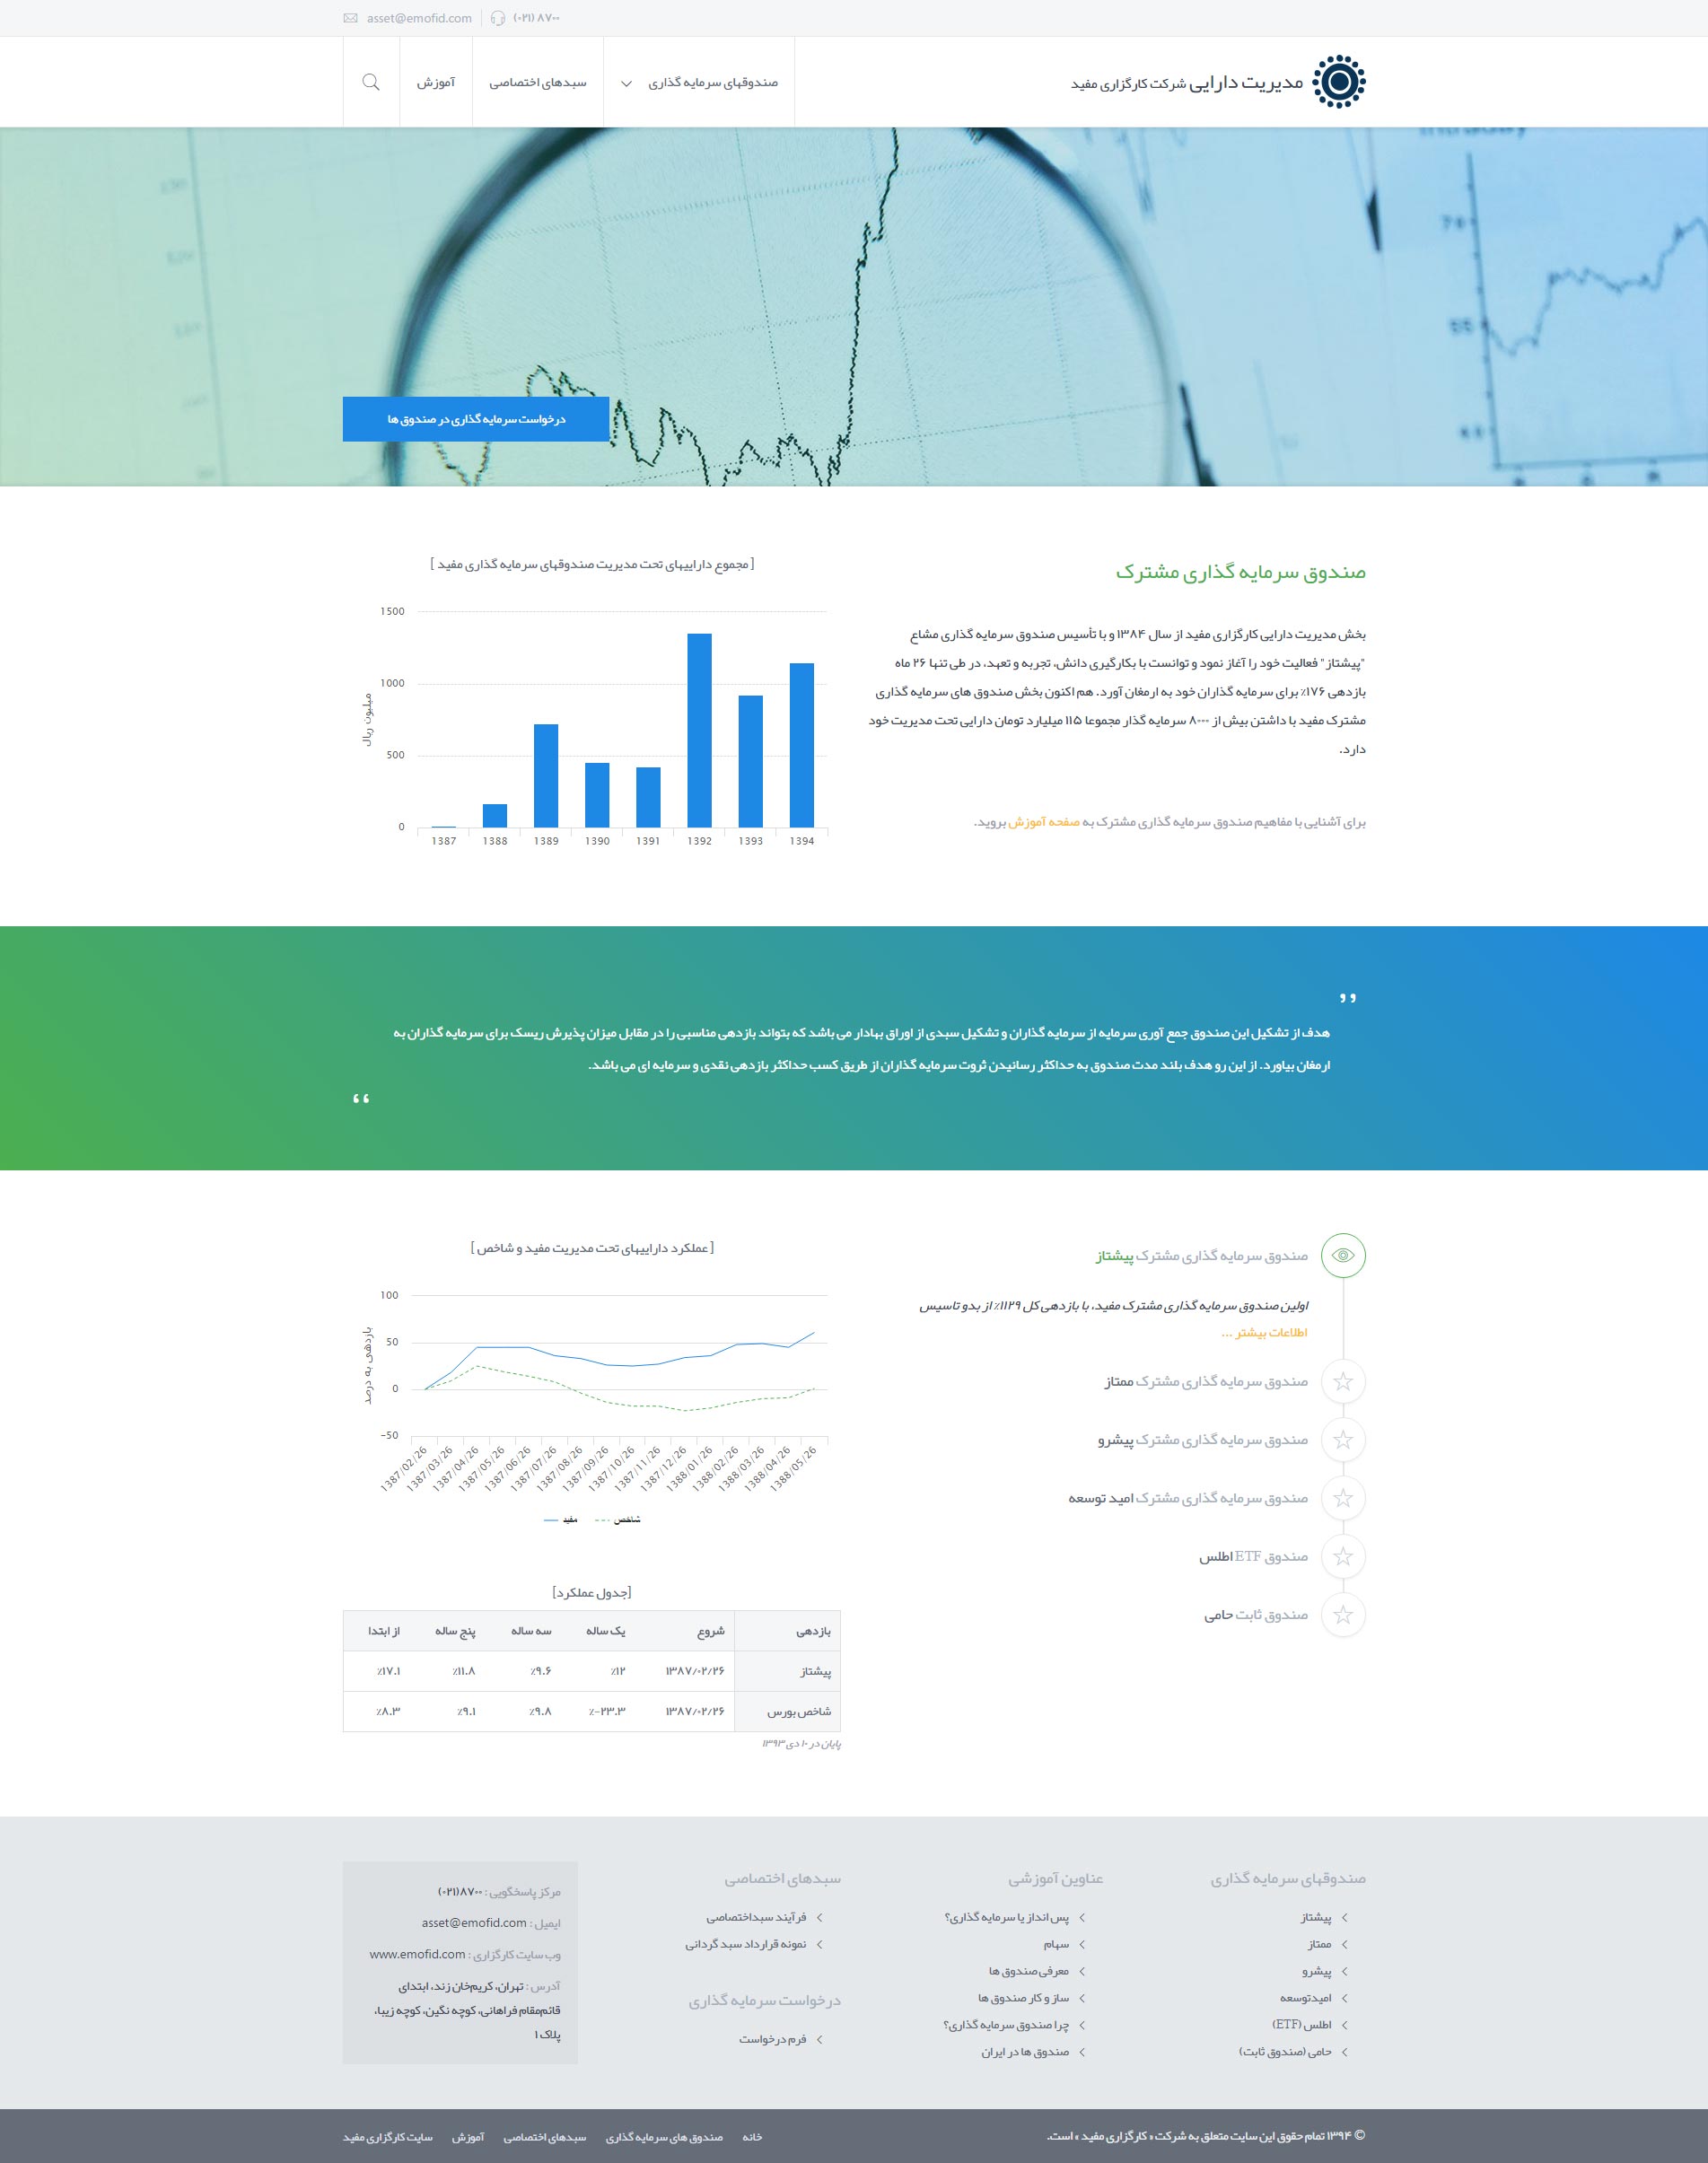 asset@emofid.com
(۰۲۱) ۸۷۰۰
مدیریت دارایی شرکت کارگزاری مفید
صندوقهای سرمایه گذاری
سبدهای اختصاصی
آموزش
درخواست سرمایه گذاری در صندوق ها
صندوق سرمایه گذاری مشترک
بخش مدیریت دارایی کارگزاری مفید از سال ۱۳۸۴ و با تأسیس صندوق سرمایه گذاری مشاع
"پیشتاز" فعالیت خود را آغاز نمود و توانست با بکارگیری دانش، تجربه و تعهد، در طی تنها ۲۶ ماه
بازدهی ۱۷۶٪ برای سرمایه گذاران خود به ارمغان آورد. هم اکنون بخش صندوق های سرمایه گذاری
مشترک مفید با داشتن بیش از ۸۰۰۰ سرمایه گذار مجموعا ۱۱۵ میلیارد تومان دارایی تحت مدیریت خود
دارد.
برای آشنایی با مفاهیم صندوق سرمایه گذاری مشترک به صفحه آموزش بروید.
[ مجموع داراییهای تحت مدیریت صندوقهای سرمایه گذاری مفید ]
میلیون ریال
1500
1000
500
0
1387 1388 1389 1390 1391 1392 1393 1394
هدف از تشکیل این صندوق جمع آوری سرمایه از سرمایه گذاران و تشکیل سبدی از اوراق بهادار می باشد که بتواند بازدهی مناسبی را در مقابل میزان پذیرش ریسک برای سرمایه گذاران به
ارمغان بیاورد. از این رو هدف بلند مدت صندوق به حداکثر رسانیدن ثروت سرمایه گذاران از طریق کسب حداکثر بازدهی نقدی و سرمایه ای می باشد.
صندوق سرمایه گذاری مشترک پیشتاز
اولین صندوق سرمایه گذاری مشترک مفید، با بازدهی کل ۱۱۲۹٪ از بدو تاسیس
اطلاعات بیشتر ...
صندوق سرمایه گذاری مشترک ممتاز
صندوق سرمایه گذاری مشترک پیشرو
صندوق سرمایه گذاری مشترک امید توسعه
صندوق ETF اطلس
صندوق ثابت حامی
[ عملکرد داراییهای تحت مدیریت مفید و شاخص ]
بازدهی به درصد
100
50
0
-50
1387/02/26 1387/03/26 1387/04/26 1387/05/26 1387/06/26 1387/07/26 1387/08/26 1387/09/26 1387/10/26 1387/11/26 1387/12/26 1388/01/26 1388/02/26 1388/03/26 1388/04/26 1388/05/26
شاخص مفید
[جدول عملکرد]
بازدهی شروع یک ساله سه ساله پنج ساله از ابتدا
پیشتاز ۱۳۸۷/۰۲/۲۶ ۱۲٪ ۹.۶٪ ۱۱.۸٪ ۱۷.۱٪
شاخص بورس ۱۳۸۷/۰۲/۲۶ ۲۳.۳-٪ ۹.۸٪ ۹.۱٪ ۸.۳٪
پایان در ۱۰ دی ۱۳۹۳
صندوقهای سرمایه گذاری
پیشتاز
ممتاز
پیشرو
امیدتوسعه
اطلس (ETF)
حامی (صندوق ثابت)
عناوین آموزشی
پس انداز یا سرمایه گذاری؟
سهام
معرفی صندوق ها
ساز و کار صندوق ها
چرا صندوق سرمایه گذاری؟
صندوق ها در ایران
سبدهای اختصاصی
فرآیند سبداختصاصی
نمونه قرارداد سبد گردانی
درخواست سرمایه گذاری
فرم درخواست
مرکز پاسخگویی : ۸۷۰۰(۰۲۱)
ایمیل : asset@emofid.com
وب سایت کارگزاری : www.emofid.com
آدرس : تهران، کریم‌خان زند، ابتدای
قائم‌مقام فراهانی، کوچه نگین، کوچه زیبا،
پلاک ۱
© ۱۳۹۴ تمام حقوق این سایت متعلق به شرکت « کارگزاری مفید » است.
خانه صندوق های سرمایه گذاری سبدهای اختصاصی آموزش سایت کارگزاری مفید